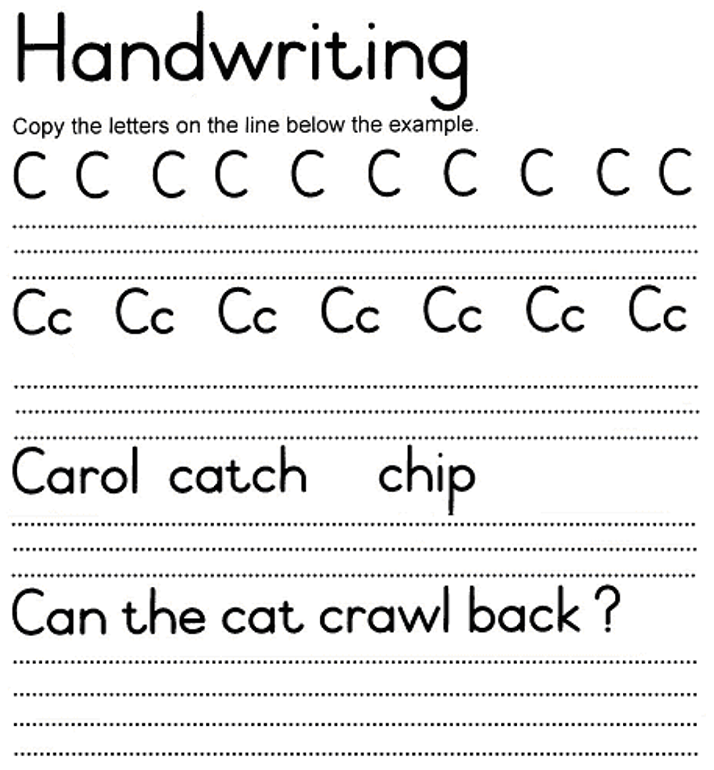 Handwriting
Copy the letters on the line below the example.
C C C C C C C C C C
Cc Cc Cc Cc Cc Cc Cc
Carol catch chip
Can the cat crawl back ?